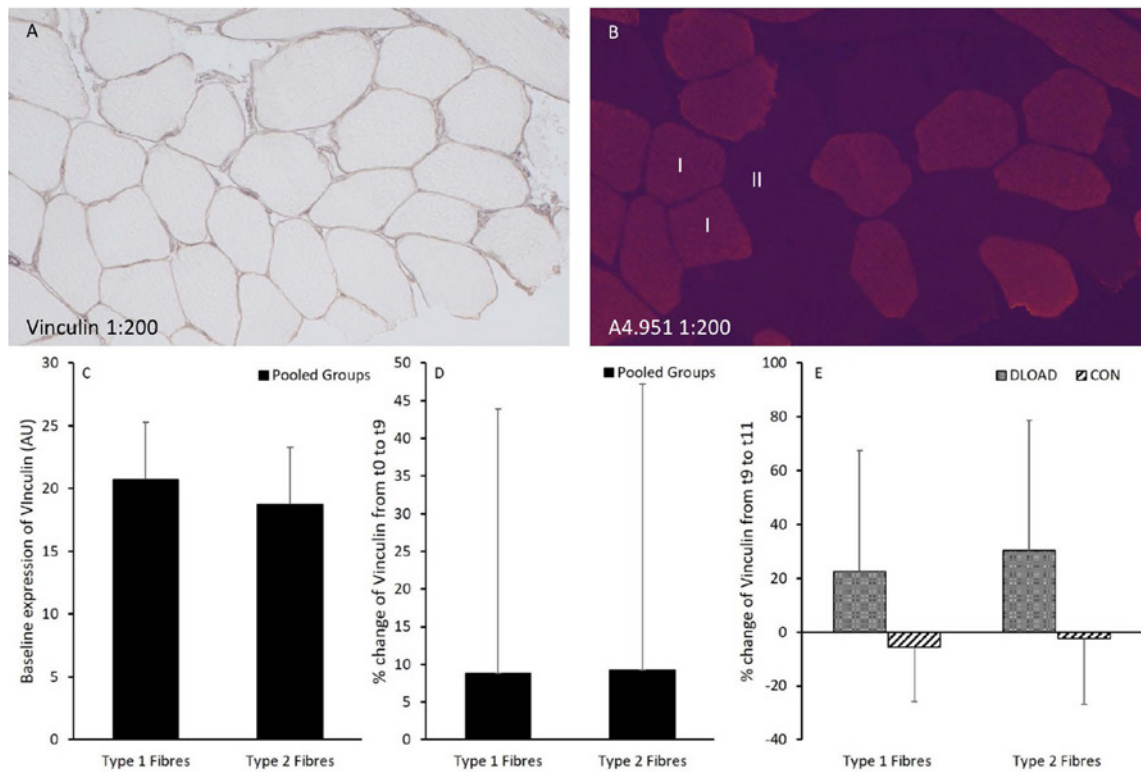 A
Vinculin 1:200
B
I
II
I
A4.951 1:200
C
Pooled Groups
Baseline expression of VInculin (AU)
30
25
20
15
10
5
0
Type 1 Fibres
Type 2 Fibres
D
Pooled Groups
% change of Vinculin from t0 to t9
50
45
40
35
30
25
20
15
10
5
0
Type 1 Fibres
Type 2 Fibres
E
DLOAD
CON
% change of Vinculin from t9 to t11
100
80
60
40
20
0
-20
-40
Type 1 Fibres
Type 2 Fibres